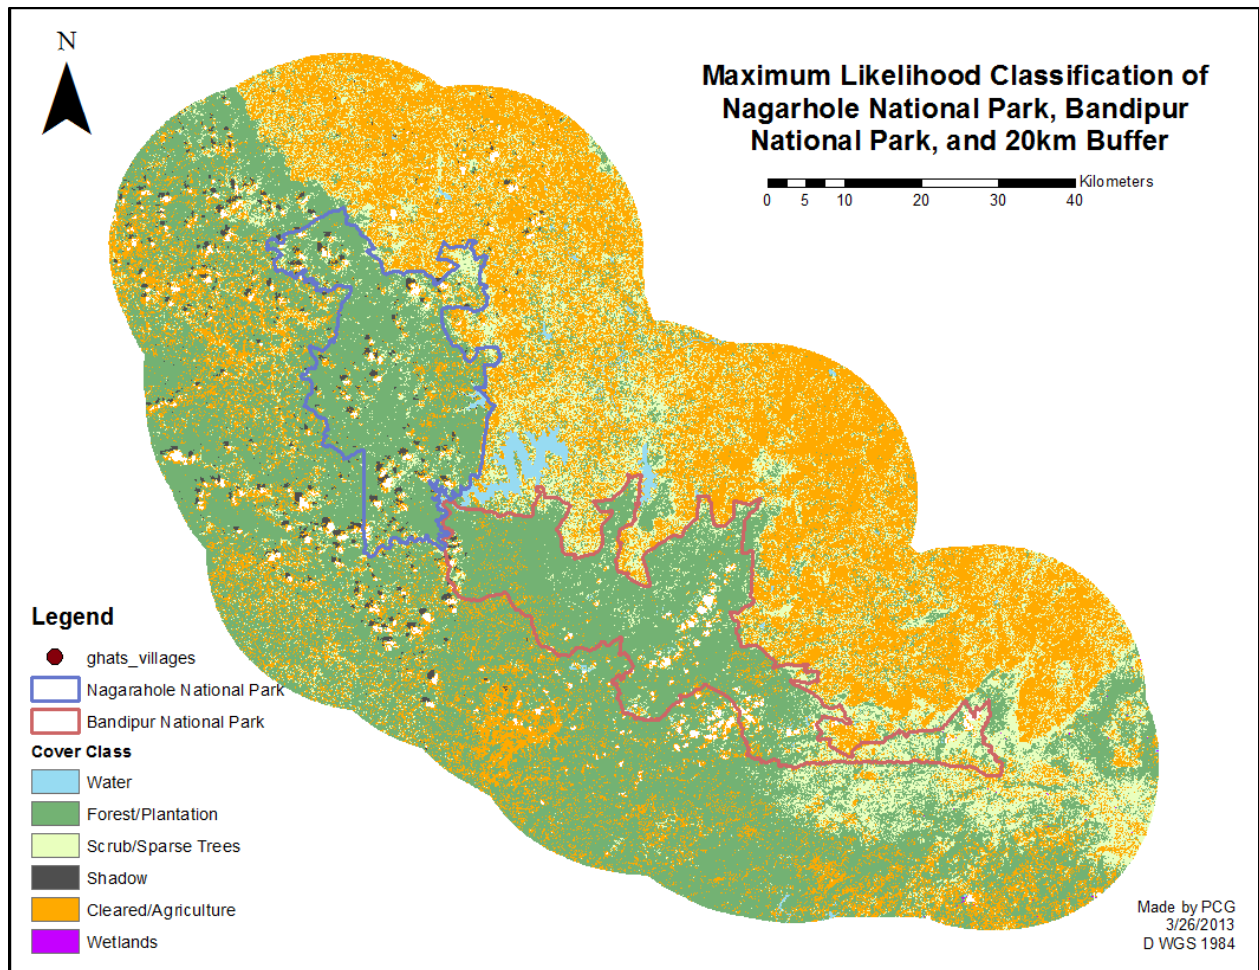 N
Maximum Likelihood Classification of
Nagarhole National Park, Bandipur
National Park, and 20km Buffer
Kilometers
0 5 10 20 30 40
Legend
ghats_villages
Nagarahole National Park
Bandipur National Park
Cover Class
Water
Forest/Plantation
Scrub/Sparse Trees
Shadow
Cleared/Agriculture
Wetlands
Made by PCG
3/26/2013
D WGS 1984